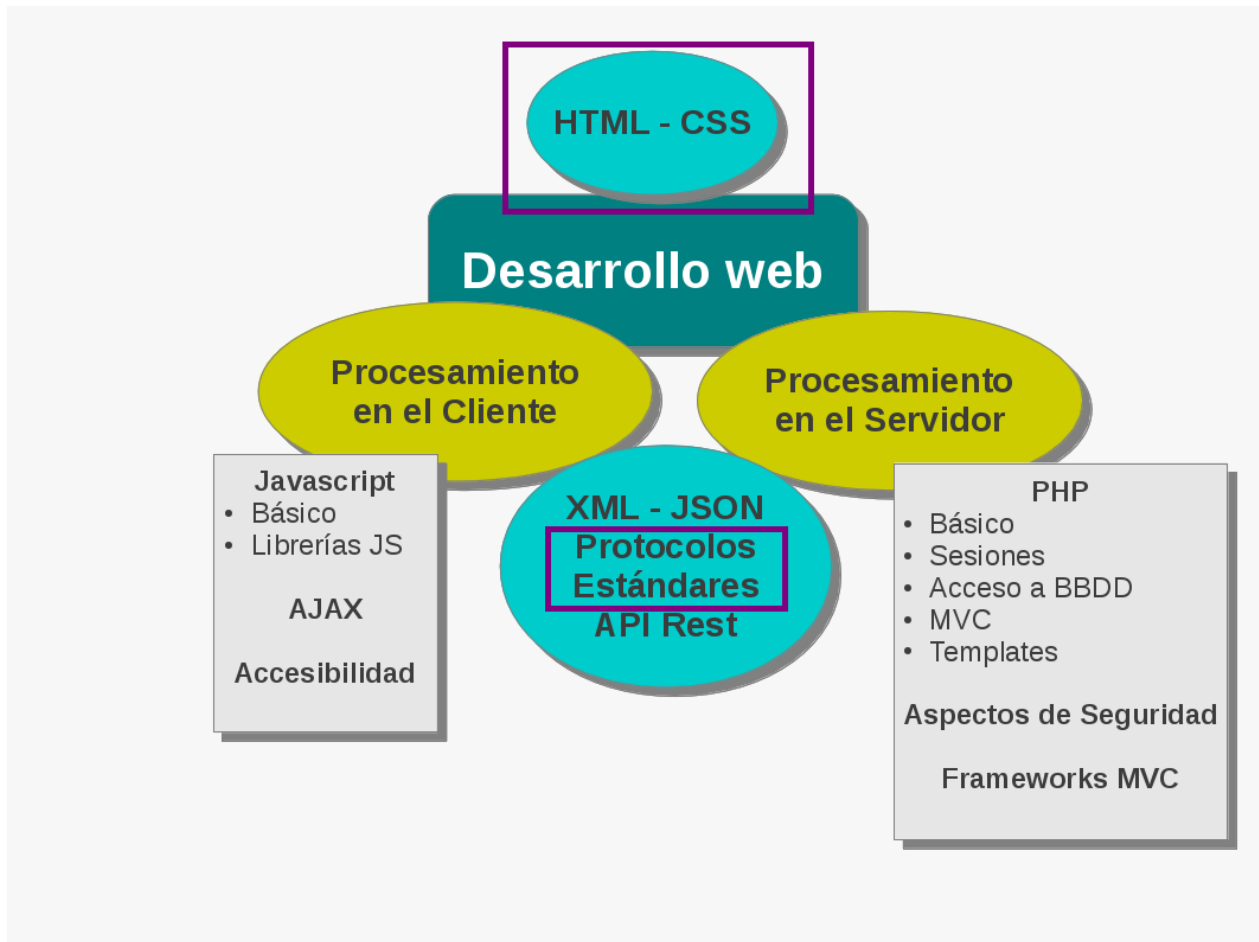 HTML - CSS
Desarrollo web
Procesamiento
en el Cliente
Procesamiento
en el Servidor
Javascript
• Básico
• Librerías JS
AJAX
Accesibilidad
XML - JSON
Protocolos
Estándares
API Rest
PHP
• Básico
• Sesiones
• Acceso a BBDD
• MVC
• Templates
Aspectos de Seguridad
Frameworks MVC